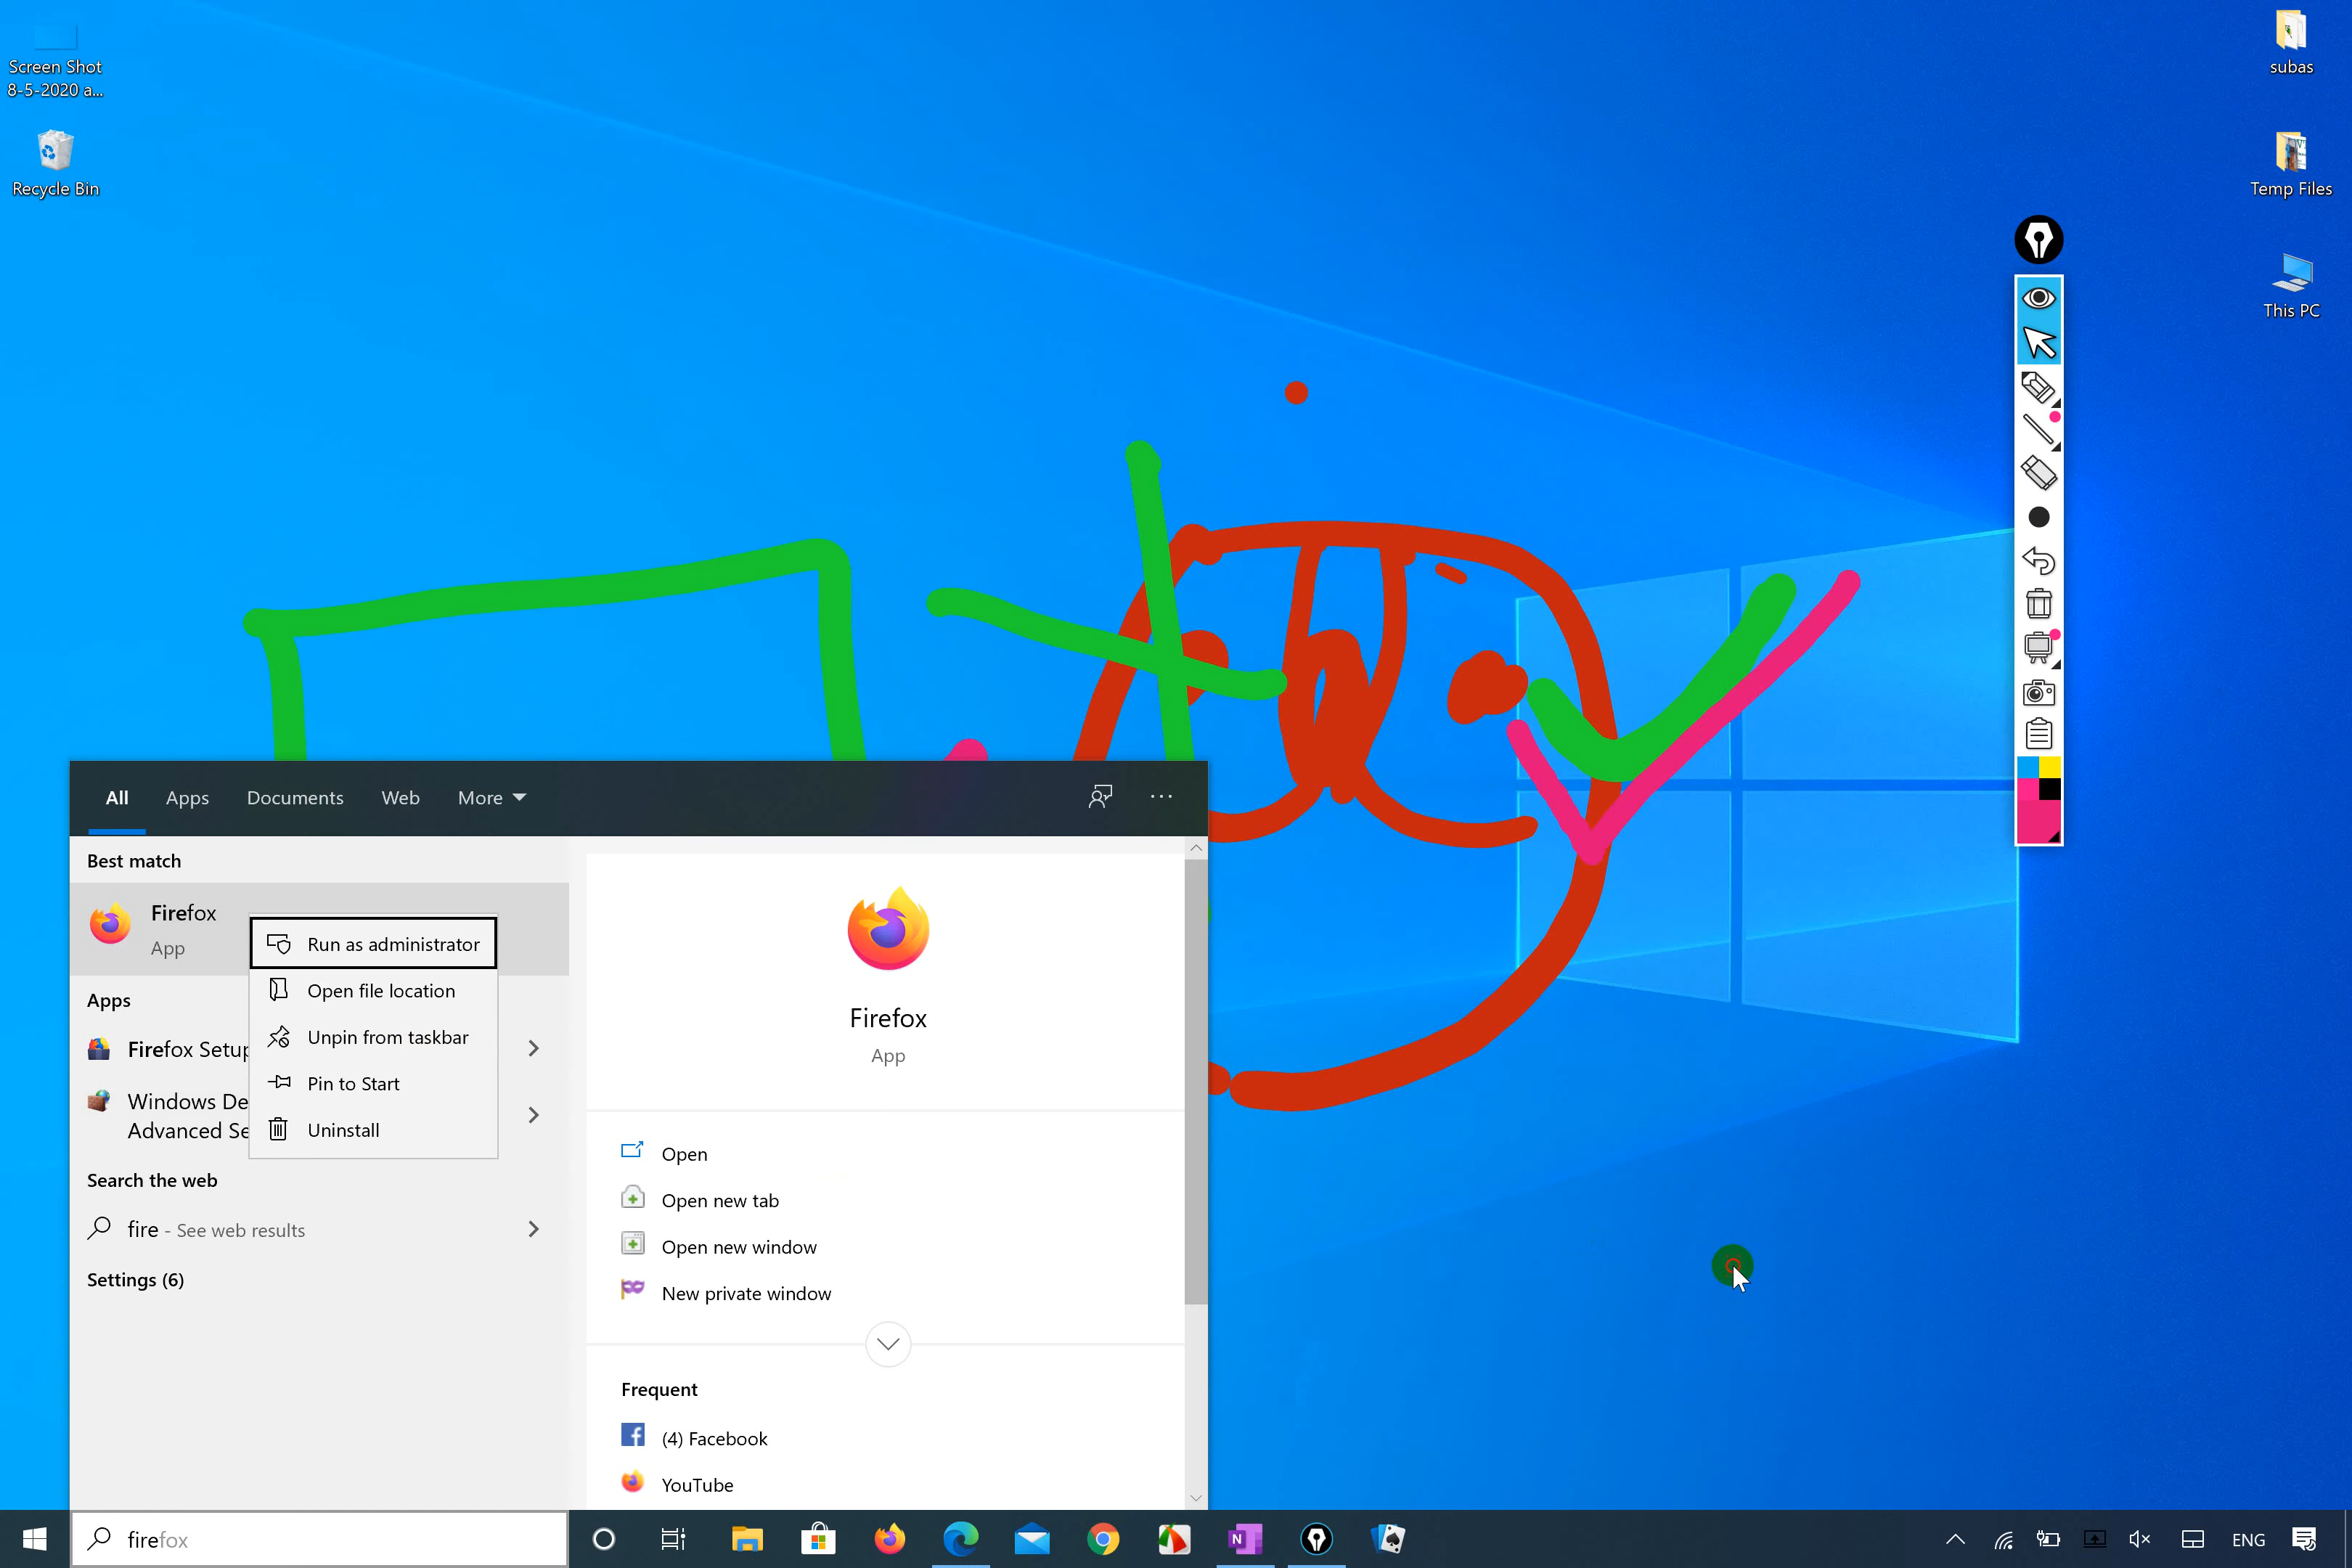 Screen Shot
8-5-2020 a...
Recycle Bin
subas
Temp Files
This PC
All Apps Documents Web More
Best match
Firefox
App
Run as administrator
Open file location
Unpin from taskbar
Pin to Start
Uninstall
Apps
Firefox Setup
Windows De
Advanced Se
Search the web
fire - See web results
Settings (6)
Firefox
App
Open
Open new tab
Open new window
New private window
Frequent
(4) Facebook
YouTube
firefox
ENG